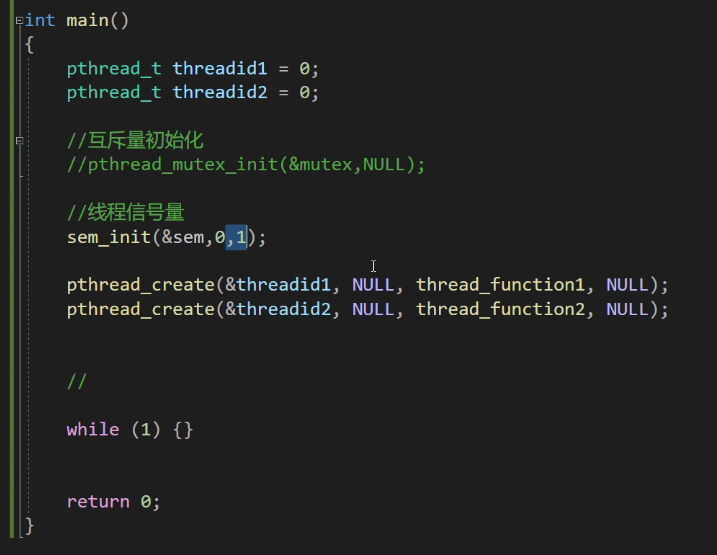 int main()
{
pthread_t threadid1 = 0;
pthread_t threadid2 = 0;
//互斥量初始化
//pthread_mutex_init(&mutex,NULL);
//线程信号量
sem_init(&sem,0,1);
pthread_create(&threadid1, NULL, thread_function1, NULL);
pthread_create(&threadid2, NULL, thread_function2, NULL);
//
while (1) {}
return 0;
}